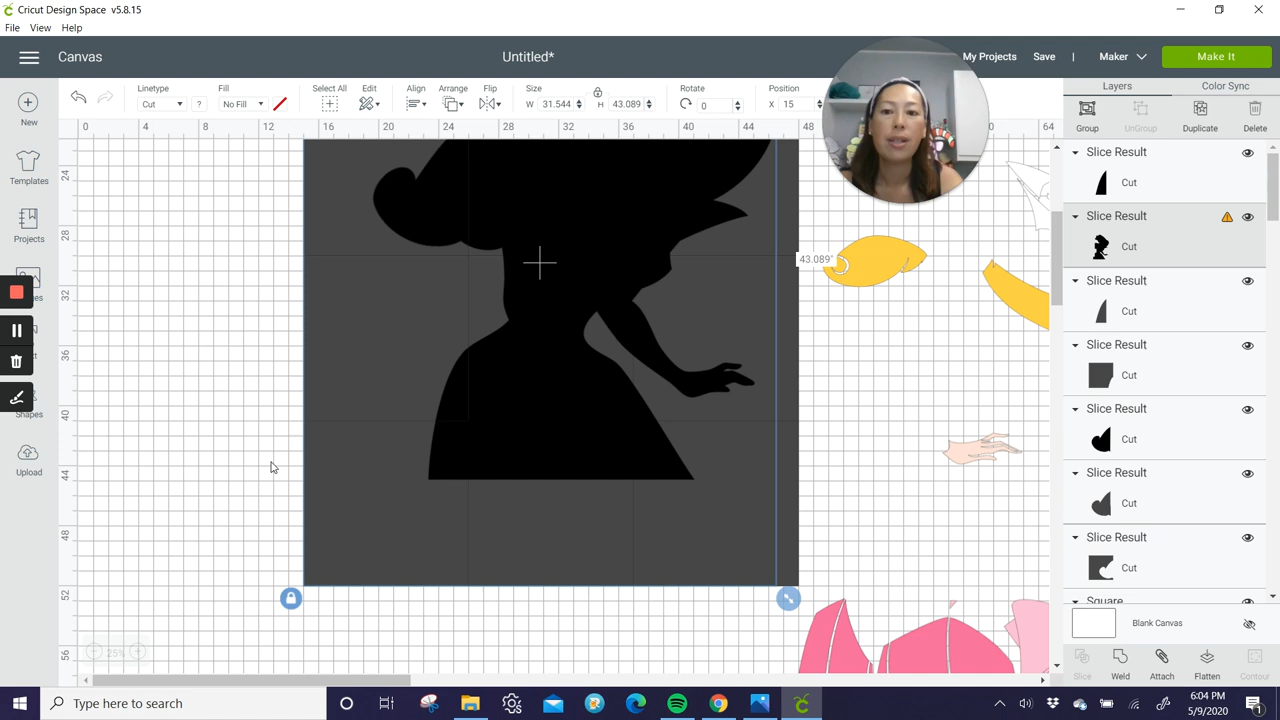 Cricut Design Space v5.8.15
File View Help
Canvas
Untitled*
My Projects Save | Maker Make It
Linetype Fill Select All Edit Align Arrange Flip Size Rotate Position
Cut ? No Fill W 31.544 H 43.089 0 X 15
Layers Color Sync
Group UnGroup Duplicate Delete
0 4 8 12 16 20 24 28 32 36 40 44 48 64
24
28
32
36
40
44
48
52
56
New
Templates
Projects
Shapes
Upload
43.089"
25%
Slice Result
Cut
Slice Result
Cut
Slice Result
Cut
Slice Result
Cut
Slice Result
Cut
Slice Result
Cut
Slice Result
Cut
Square
Blank Canvas
Slice Weld Attach Flatten Contour
Type here to search
6:04 PM
5/9/2020
1